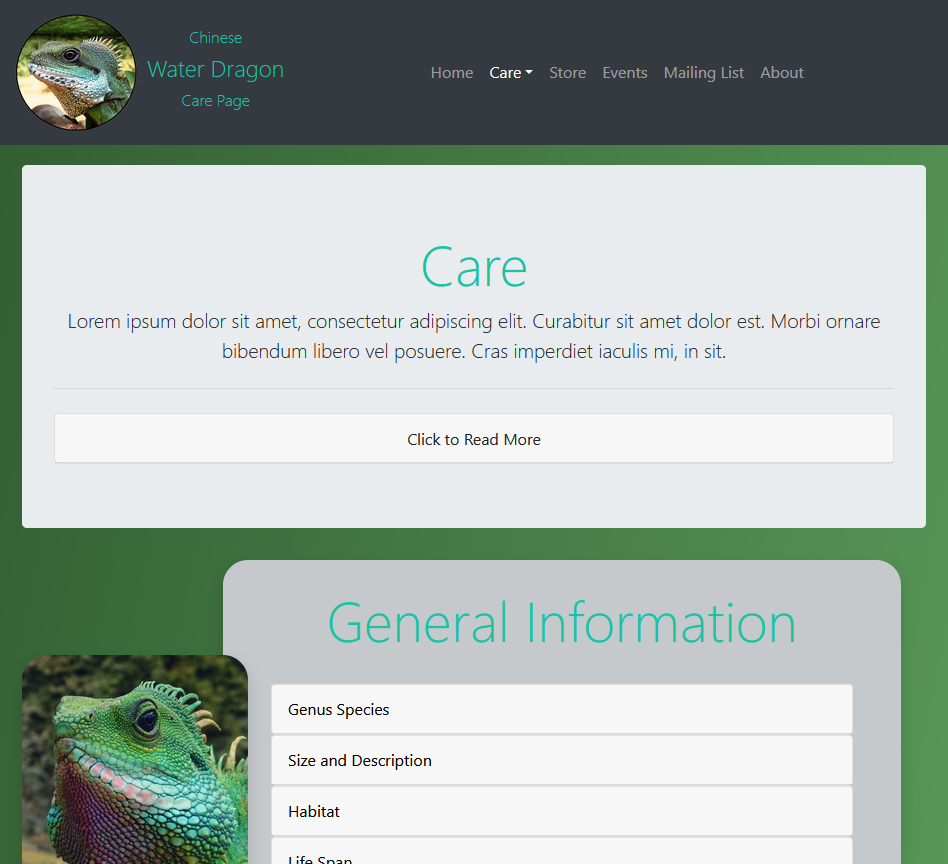 Chinese
Water Dragon
Care Page
Home Care Store Events Mailing List About
Care
Lorem ipsum dolor sit amet, consectetur adipiscing elit. Curabitur sit amet dolor est. Morbi ornare
bibendum libero vel posuere. Cras imperdiet iaculis mi, in sit.
Click to Read More
General Information
Genus Species
Size and Description
Habitat
Life Span